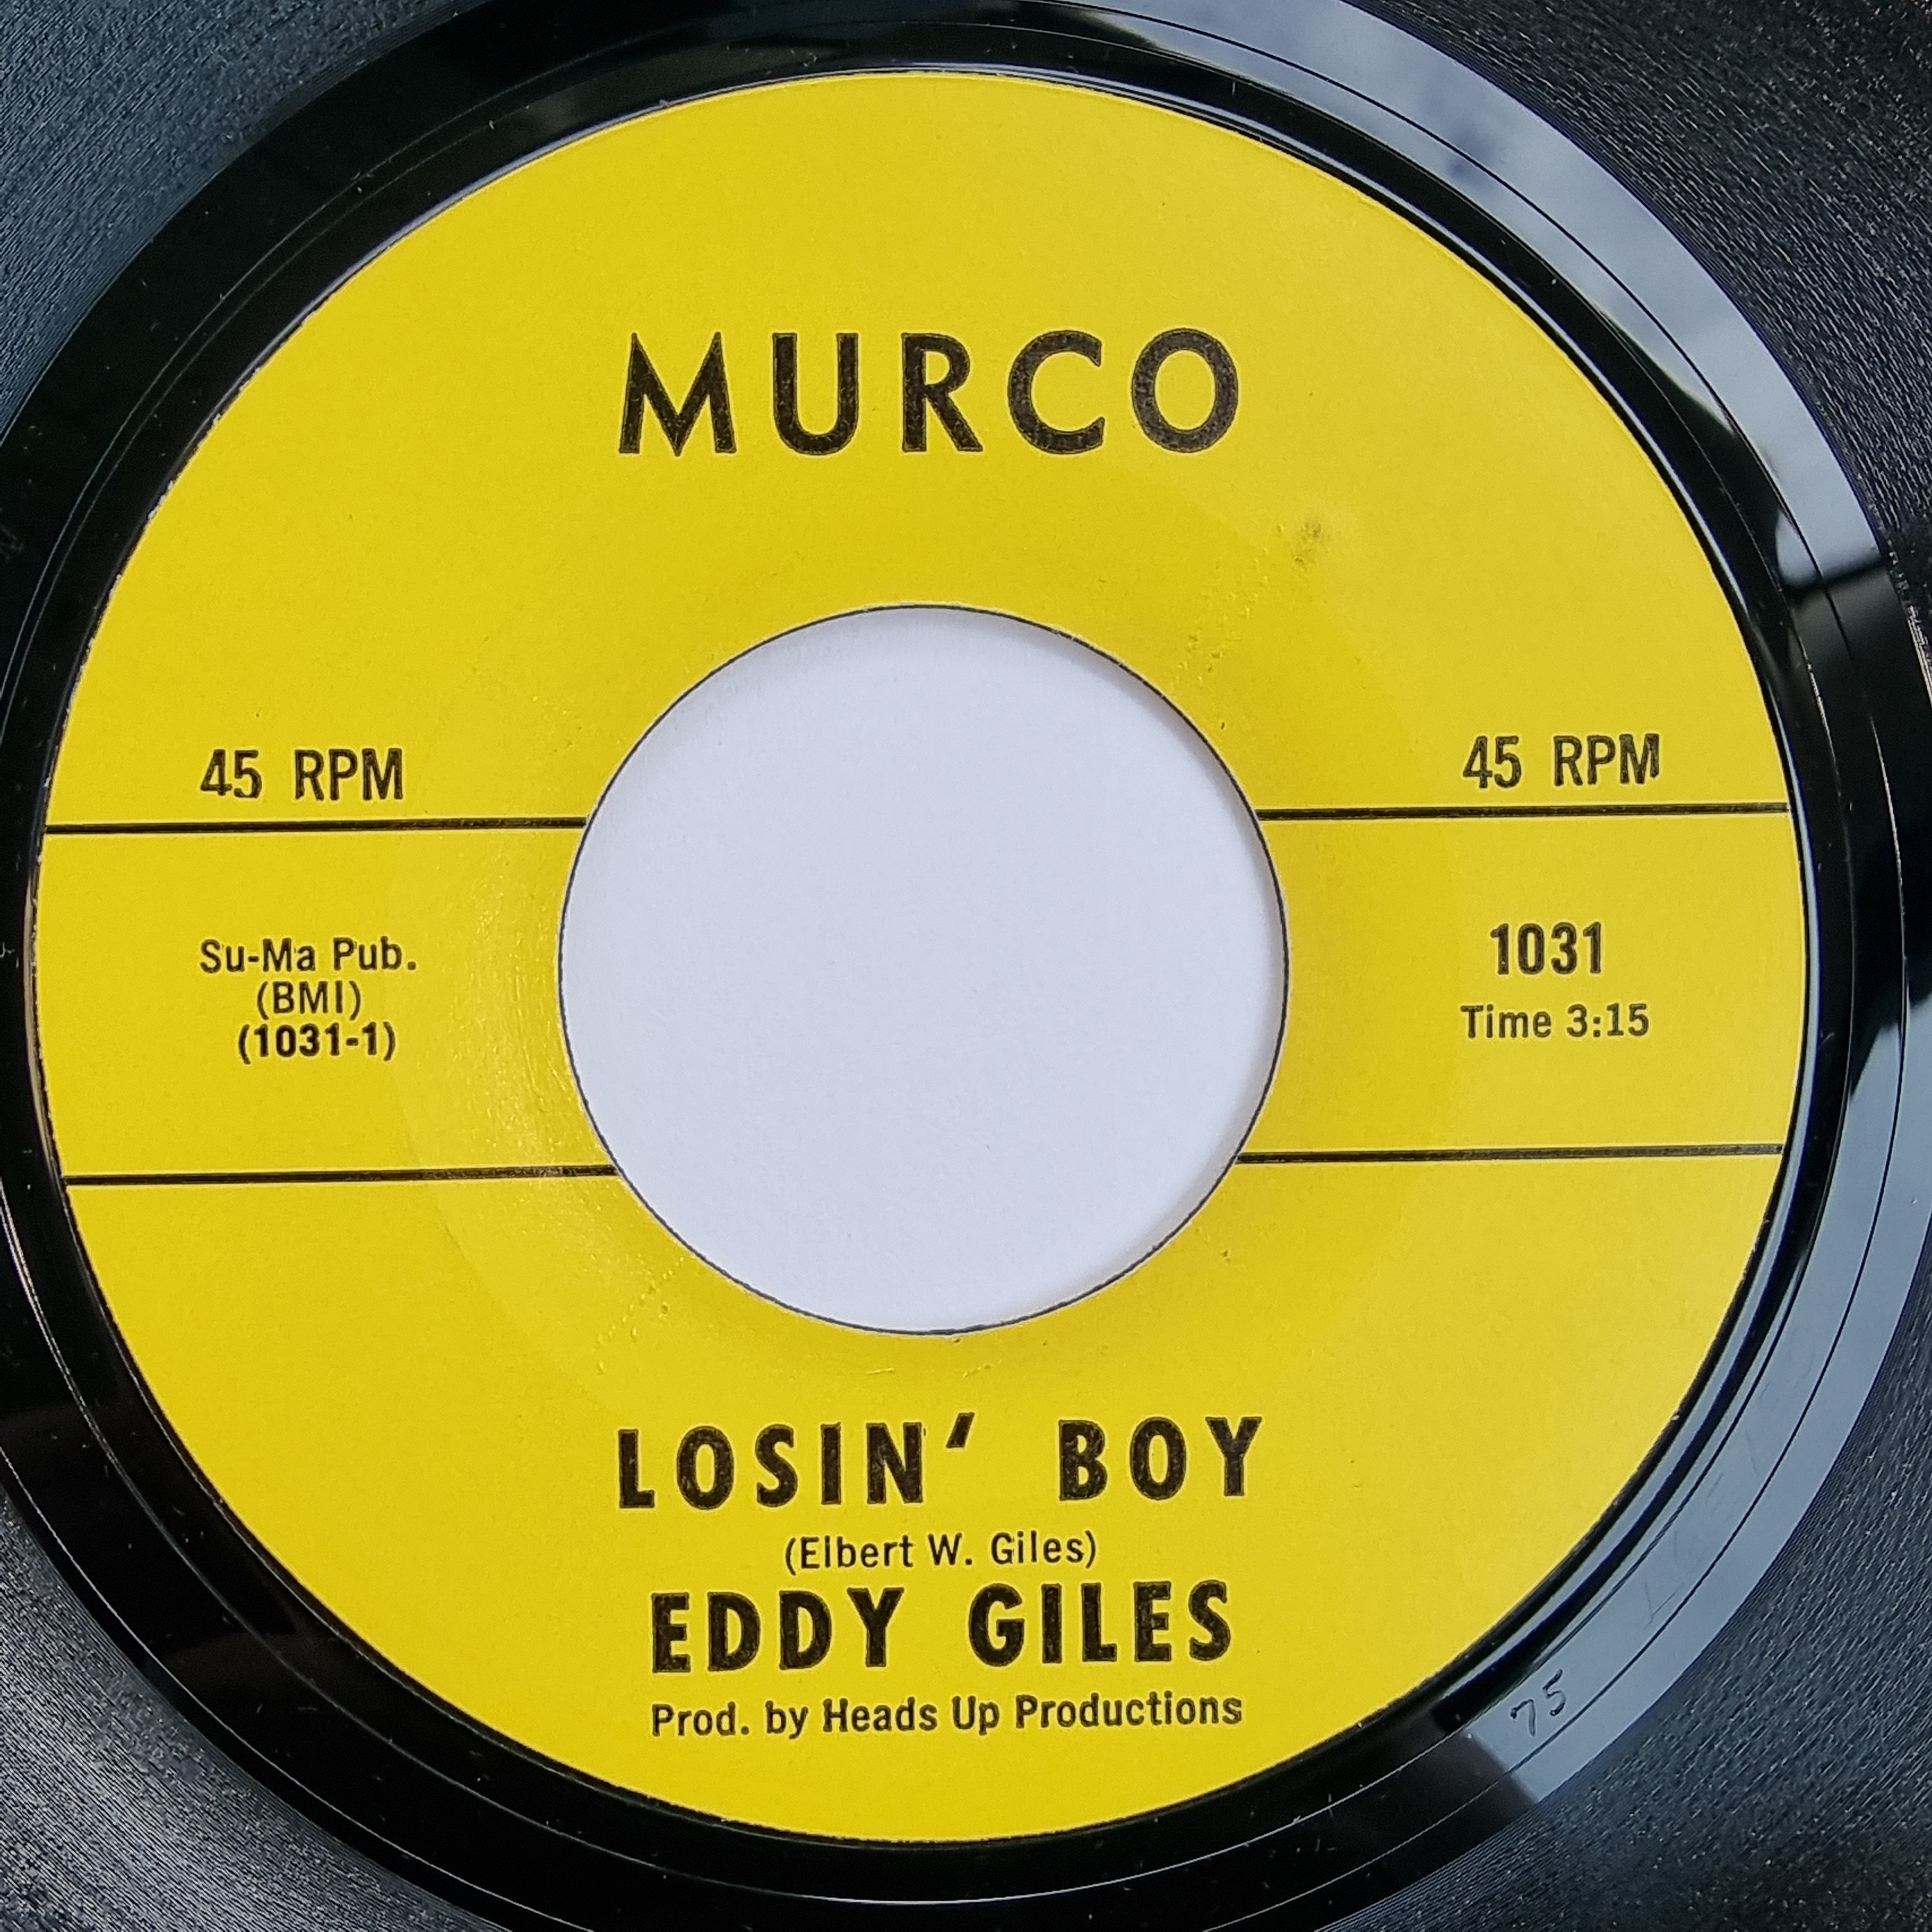 MURCO
45 RPM
45 RPM
Su-Ma Pub.
(BMI)
(1031-1)
1031
Time 3:15
LOSIN' BOY
(Elbert W. Giles)
EDDY GILES
Prod. by Heads Up Productions
75